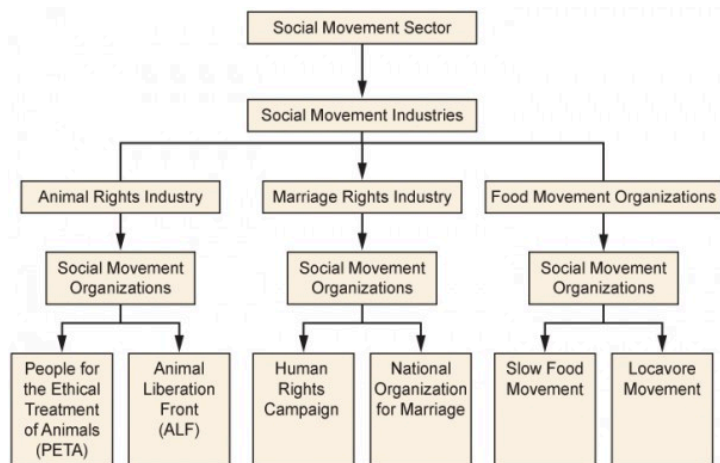 Social Movement Sector
Social Movement Industries
Animal Rights Industry
Marriage Rights Industry
Food Movement Organizations
Social Movement
Organizations
Social Movement
Organizations
Social Movement
Organizations
People for
the Ethical
Treatment
of Animals
(PETA)
Animal
Liberation
Front
(ALF)
Human
Rights
Campaign
National
Organization
for Marriage
Slow Food
Movement
Locavore
Movement